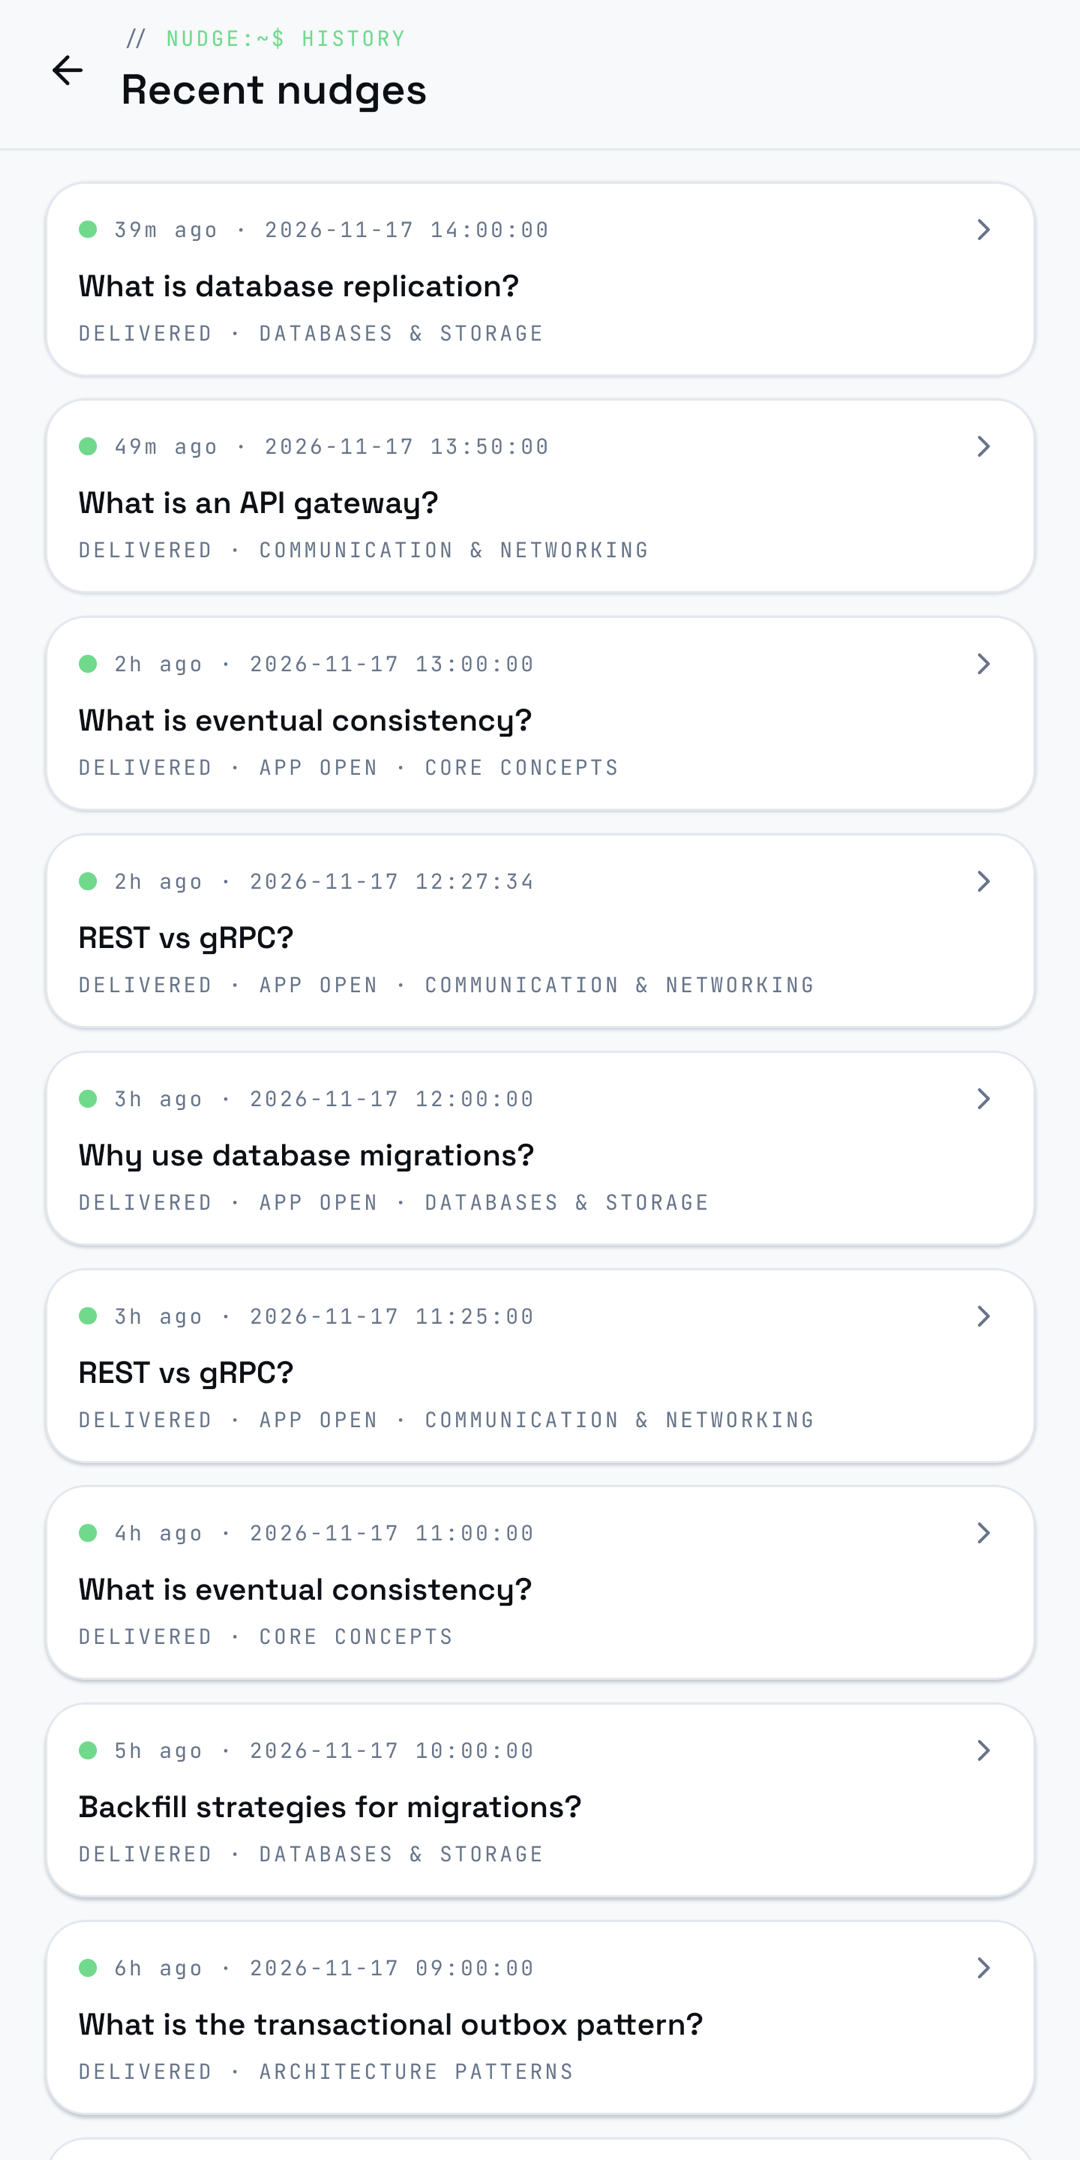 // NUDGE:~$ HISTORY
Recent nudges
39m ago · 2026-11-17 14:00:00
What is database replication?
DELIVERED · DATABASES & STORAGE
49m ago · 2026-11-17 13:50:00
What is an API gateway?
DELIVERED · COMMUNICATION & NETWORKING
2h ago · 2026-11-17 13:00:00
What is eventual consistency?
DELIVERED · APP OPEN · CORE CONCEPTS
2h ago · 2026-11-17 12:27:34
REST vs gRPC?
DELIVERED · APP OPEN · COMMUNICATION & NETWORKING
3h ago · 2026-11-17 12:00:00
Why use database migrations?
DELIVERED · APP OPEN · DATABASES & STORAGE
3h ago · 2026-11-17 11:25:00
REST vs gRPC?
DELIVERED · APP OPEN · COMMUNICATION & NETWORKING
4h ago · 2026-11-17 11:00:00
What is eventual consistency?
DELIVERED · CORE CONCEPTS
5h ago · 2026-11-17 10:00:00
Backfill strategies for migrations?
DELIVERED · DATABASES & STORAGE
6h ago · 2026-11-17 09:00:00
What is the transactional outbox pattern?
DELIVERED · ARCHITECTURE PATTERNS